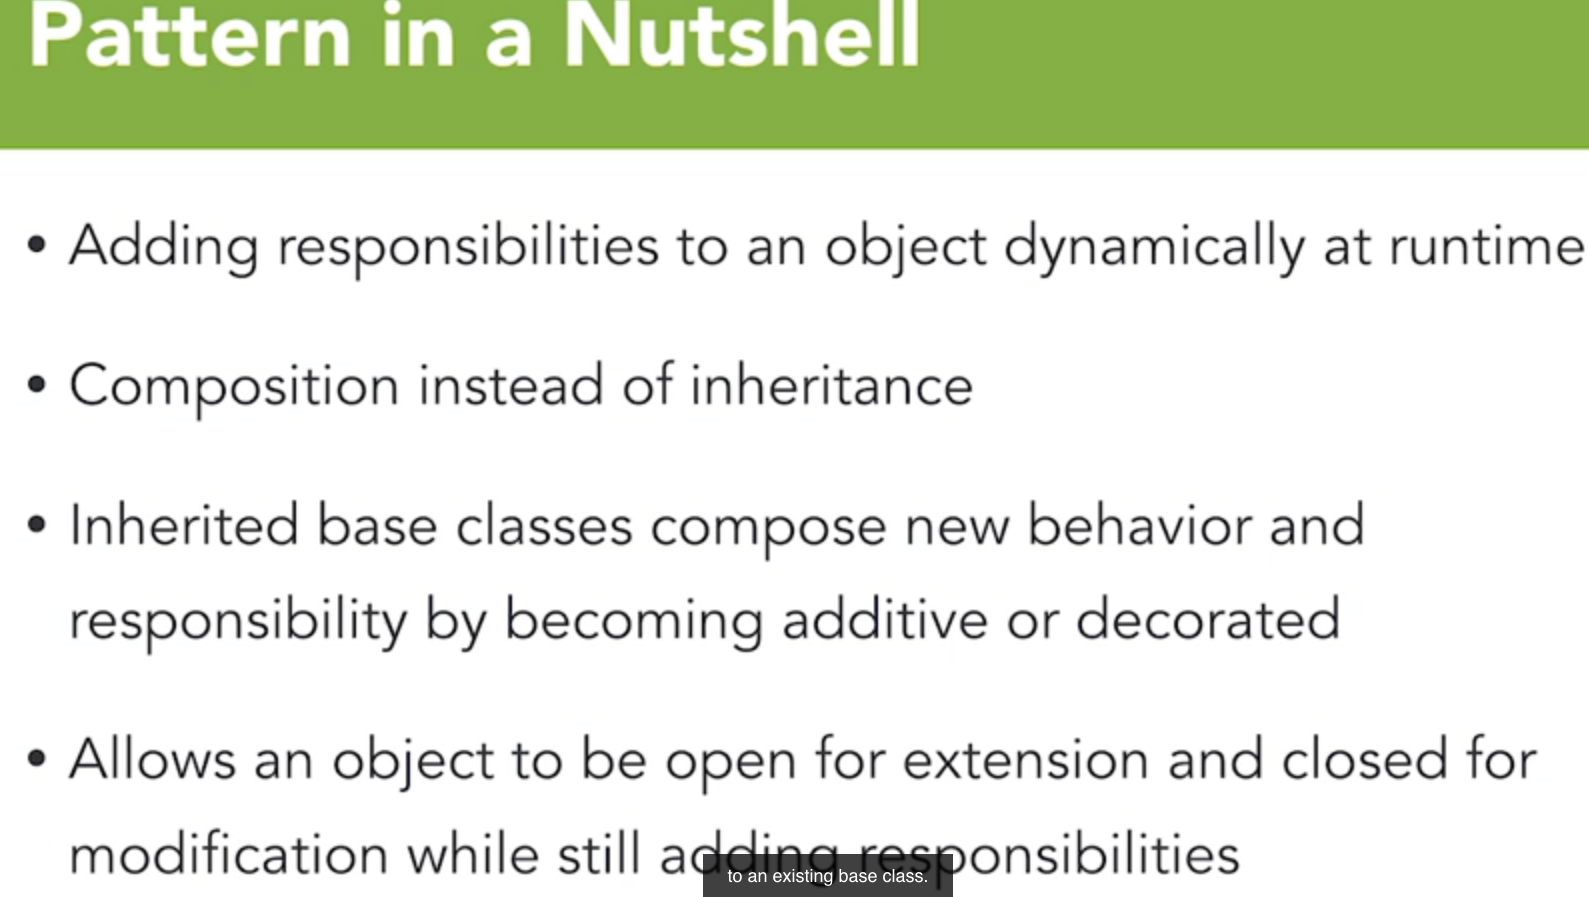 Pattern in a Nutshell
• Adding responsibilities to an object dynamically at runtime
• Composition instead of inheritance
• Inherited base classes compose new behavior and
responsibility by becoming additive or decorated
• Allows an object to be open for extension and closed for
modification while still adding responsibilities
to an existing base class.